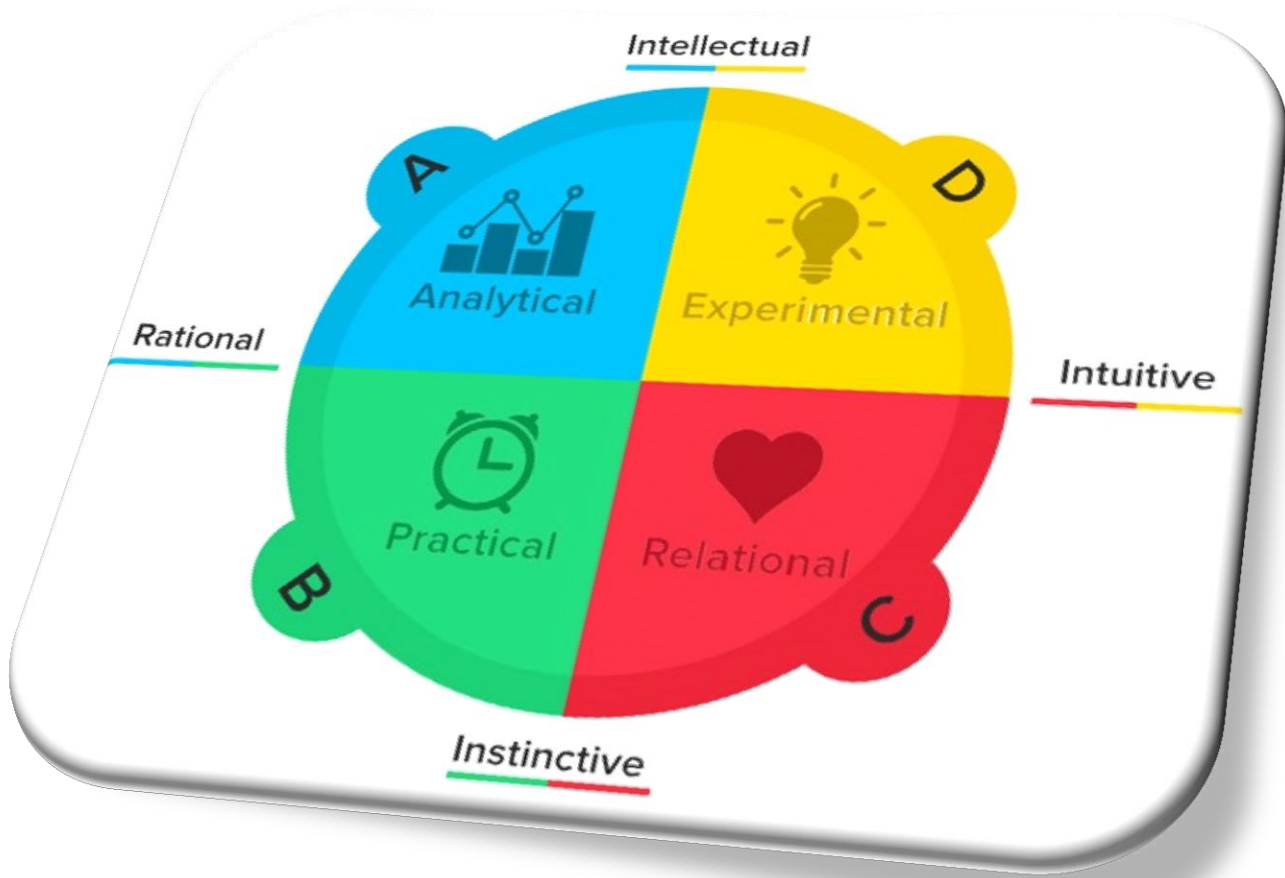 Intellectual
A
D
Analytical
Experimental
Rational
Intuitive
Practical
Relational
B
C
Instinctive